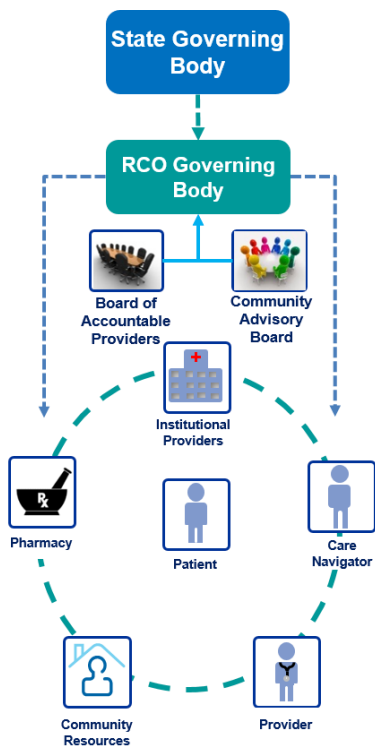 State Governing
Body
RCO Governing
Body
Board of
Accountable
Providers
Community
Advisory
Board
Institutional
Providers
Rx
Pharmacy
Patient
Care
Navigator
Community
Resources
Provider